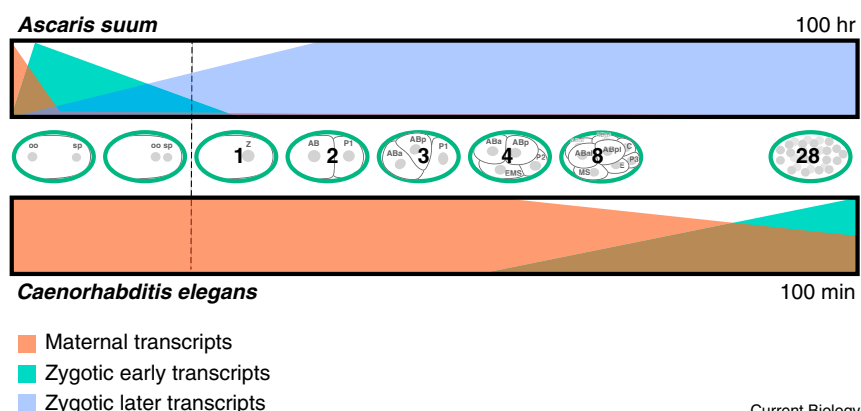 Ascaris suum 100 hr
oo sp oo sp Z 1 AB P1 2 ABa ABp P1 3 ABa ABp P2 EMS 4 ABpl C P3 E MS 8 28
Caenorhabditis elegans 100 min
Maternal transcripts
Zygotic early transcripts
Zygotic later transcripts
Current Biology